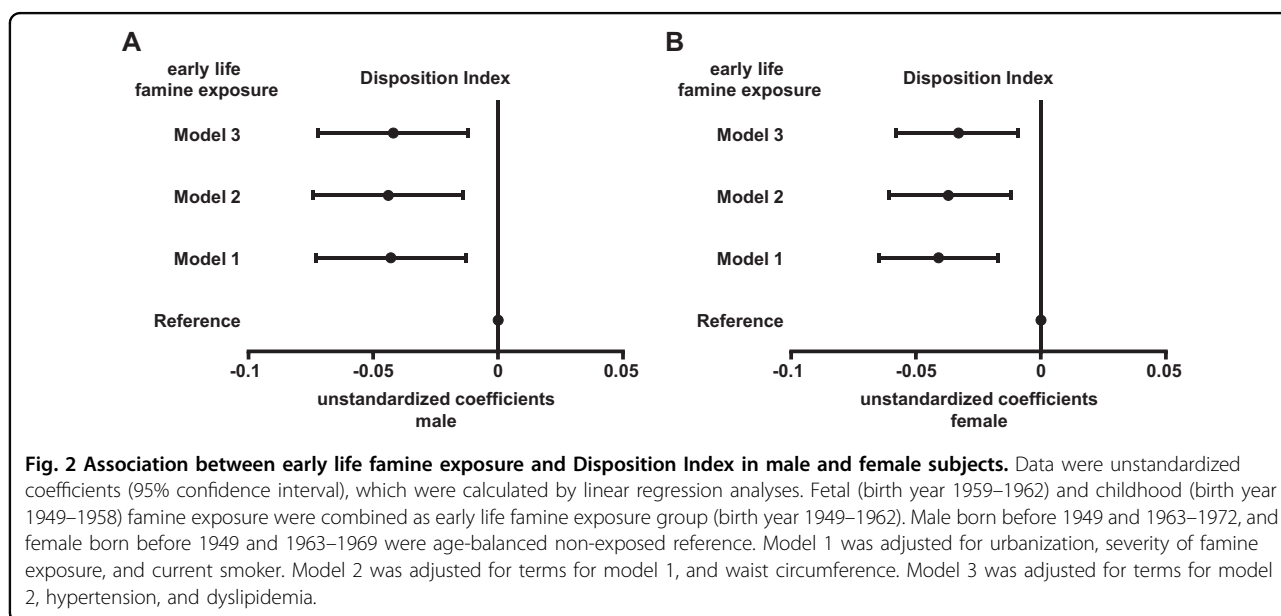 A
early life
famine exposure
Disposition Index
Model 3
Model 2
Model 1
Reference
-0.1 -0.05 0 0.05
unstandardized coefficients
male
B
early life
famine exposure
Disposition Index
Model 3
Model 2
Model 1
Reference
-0.1 -0.05 0 0.05
unstandardized coefficients
female
Fig. 2 Association between early life famine exposure and Disposition Index in male and female subjects. Data were unstandardized
coefficients (95% confidence interval), which were calculated by linear regression analyses. Fetal (birth year 1959–1962) and childhood (birth year
1949–1958) famine exposure were combined as early life famine exposure group (birth year 1949–1962). Male born before 1949 and 1963–1972, and
female born before 1949 and 1963–1969 were age-balanced non-exposed reference. Model 1 was adjusted for urbanization, severity of famine
exposure, and current smoker. Model 2 was adjusted for terms for model 1, and waist circumference. Model 3 was adjusted for terms for model
2, hypertension, and dyslipidemia.